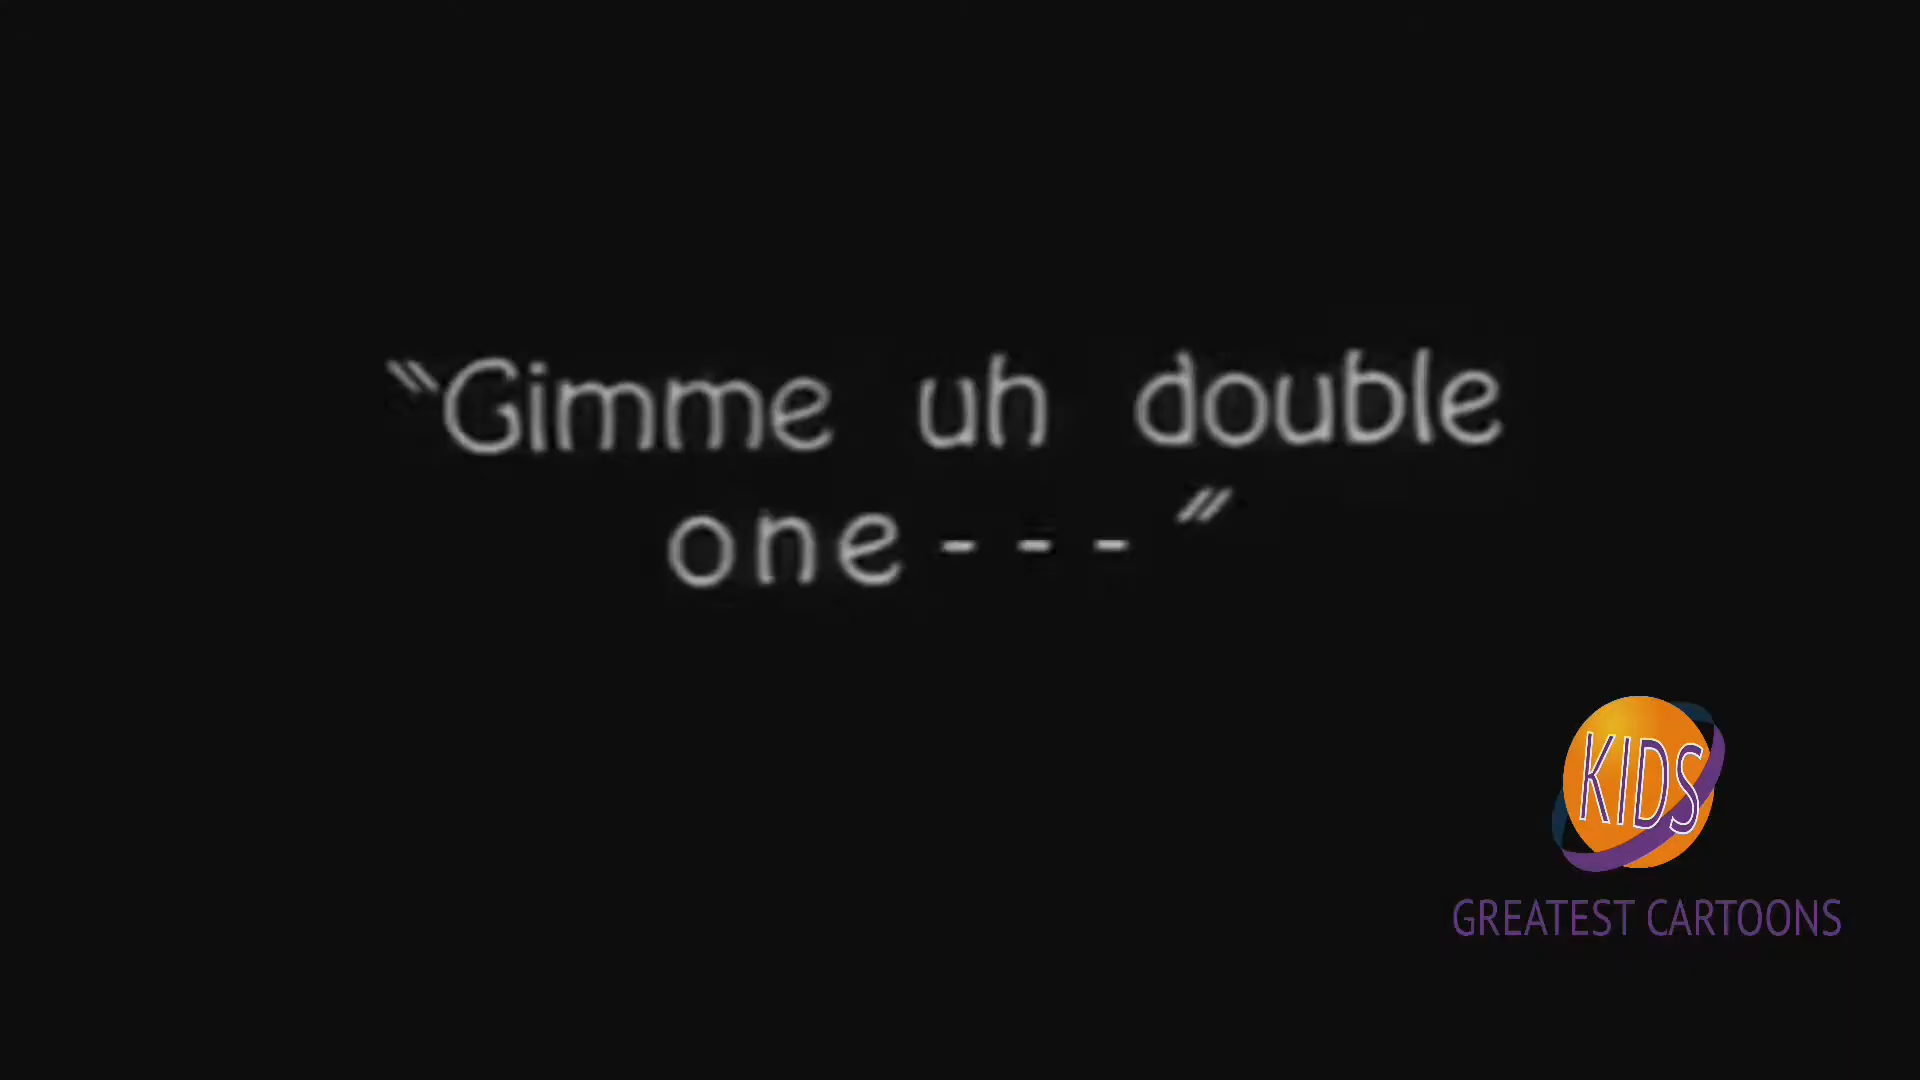 "Gimme uh double
one - - - "
KIDS
GREATEST CARTOONS